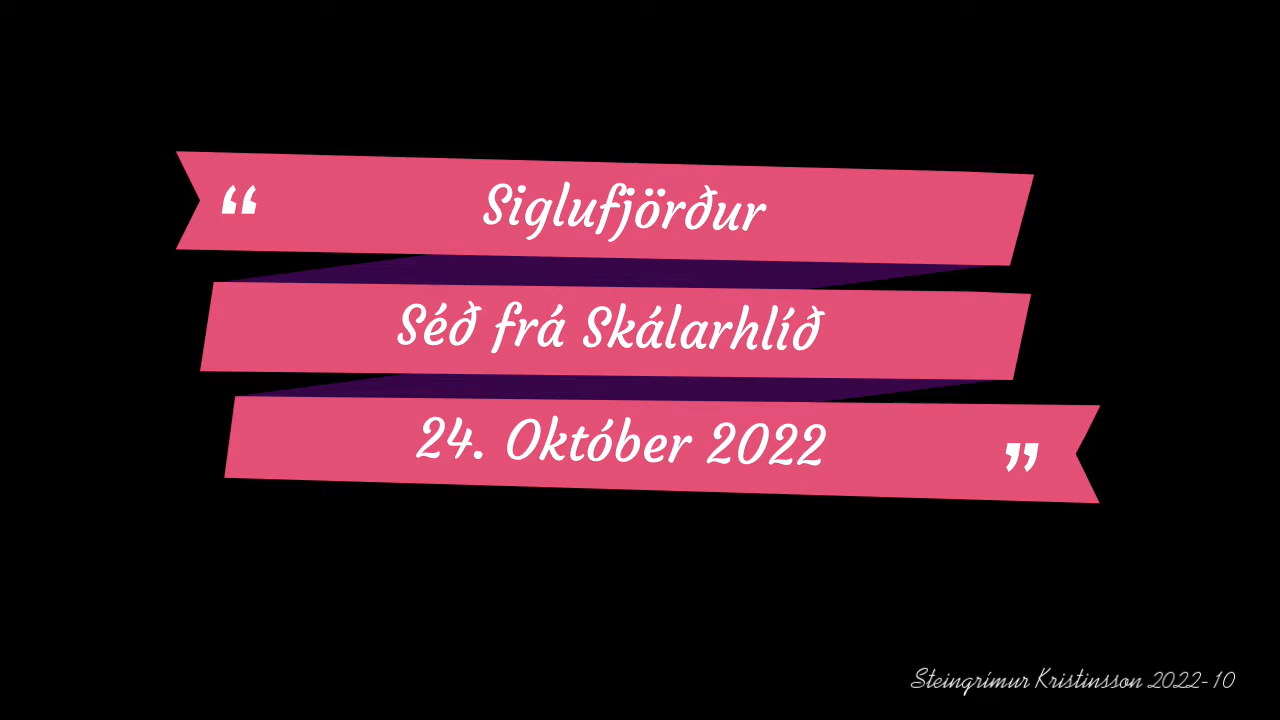 “ Siglufjörður
Séð frá Skálarhlíð
24. Október 2022 ”
Steingrímur Kristinsson 2022-10